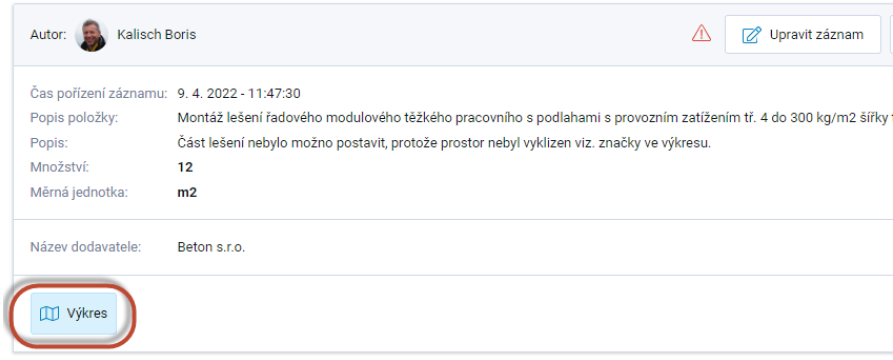 Autor: Kalisch Boris Upravit záznam
Čas pořízení záznamu: 9. 4. 2022 - 11:47:30
Popis položky: Montáž lešení řadového modulového těžkého pracovního s podlahami s provozním zatížením tř. 4 do 300 kg/m2 šířky
Popis: Část lešení nebylo možno postavit, protože prostor nebyl vyklizen viz. značky ve výkresu.
Množství: 12
Měrná jednotka: m2
Název dodavatele: Beton s.r.o.
Výkres